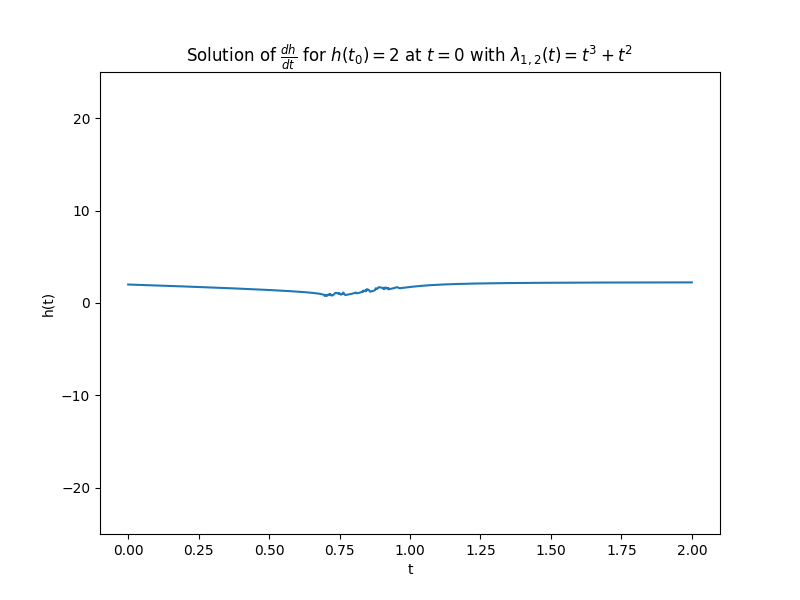 Solution of $\frac{dh}{dt}$ for $h(t_0) = 2$ at $t = 0$ with $\lambda_{1,2}(t) = t^3 + t^2$
20
10
0
−10
−20
h(t)
0.00 0.25 0.50 0.75 1.00 1.25 1.50 1.75 2.00
t